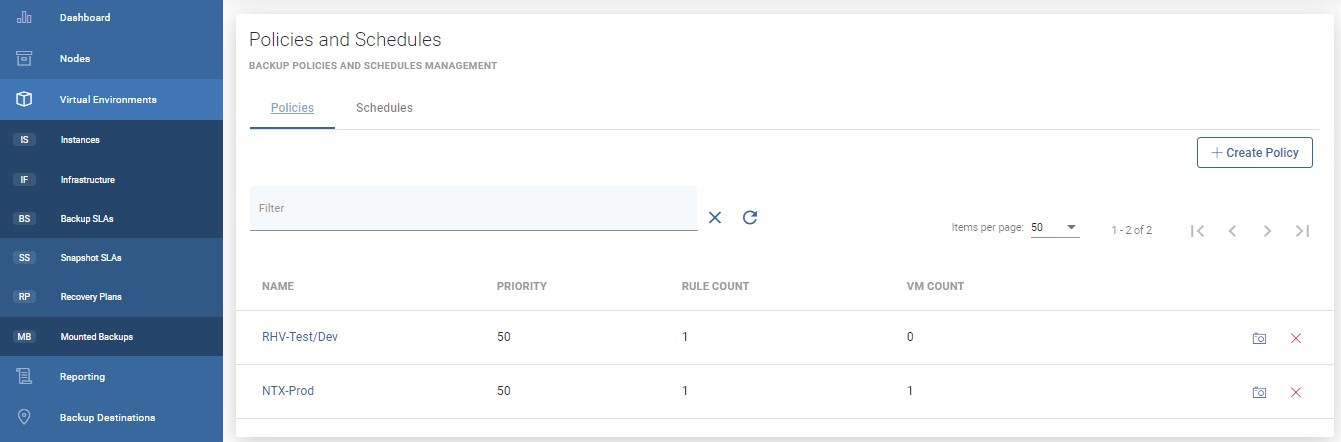 Dashboard
Nodes
Virtual Environments
IS Instances
IF Infrastructure
BS Backup SLAs
SS Snapshot SLAs
RP Recovery Plans
MB Mounted Backups
Reporting
Backup Destinations
Policies and Schedules
BACKUP POLICIES AND SCHEDULES MANAGEMENT
Policies Schedules
Create Policy
Filter
Items per page: 50 1 - 2 of 2
NAME PRIORITY RULE COUNT VM COUNT
RHV-Test/Dev 50 1 0
NTX-Prod 50 1 1